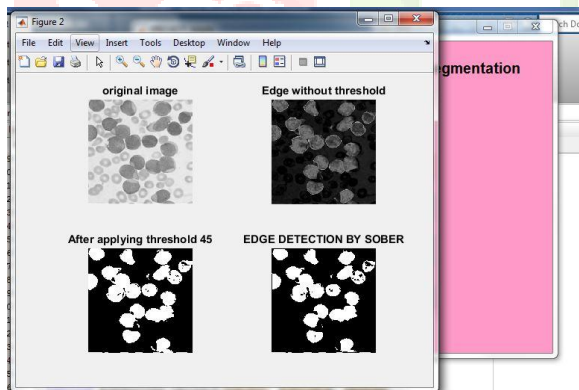 Figure 2
File Edit View Insert Tools Desktop Window Help
original image
Edge without threshold
After applying threshold 45
EDGE DETECTION BY SOBER
egmentation